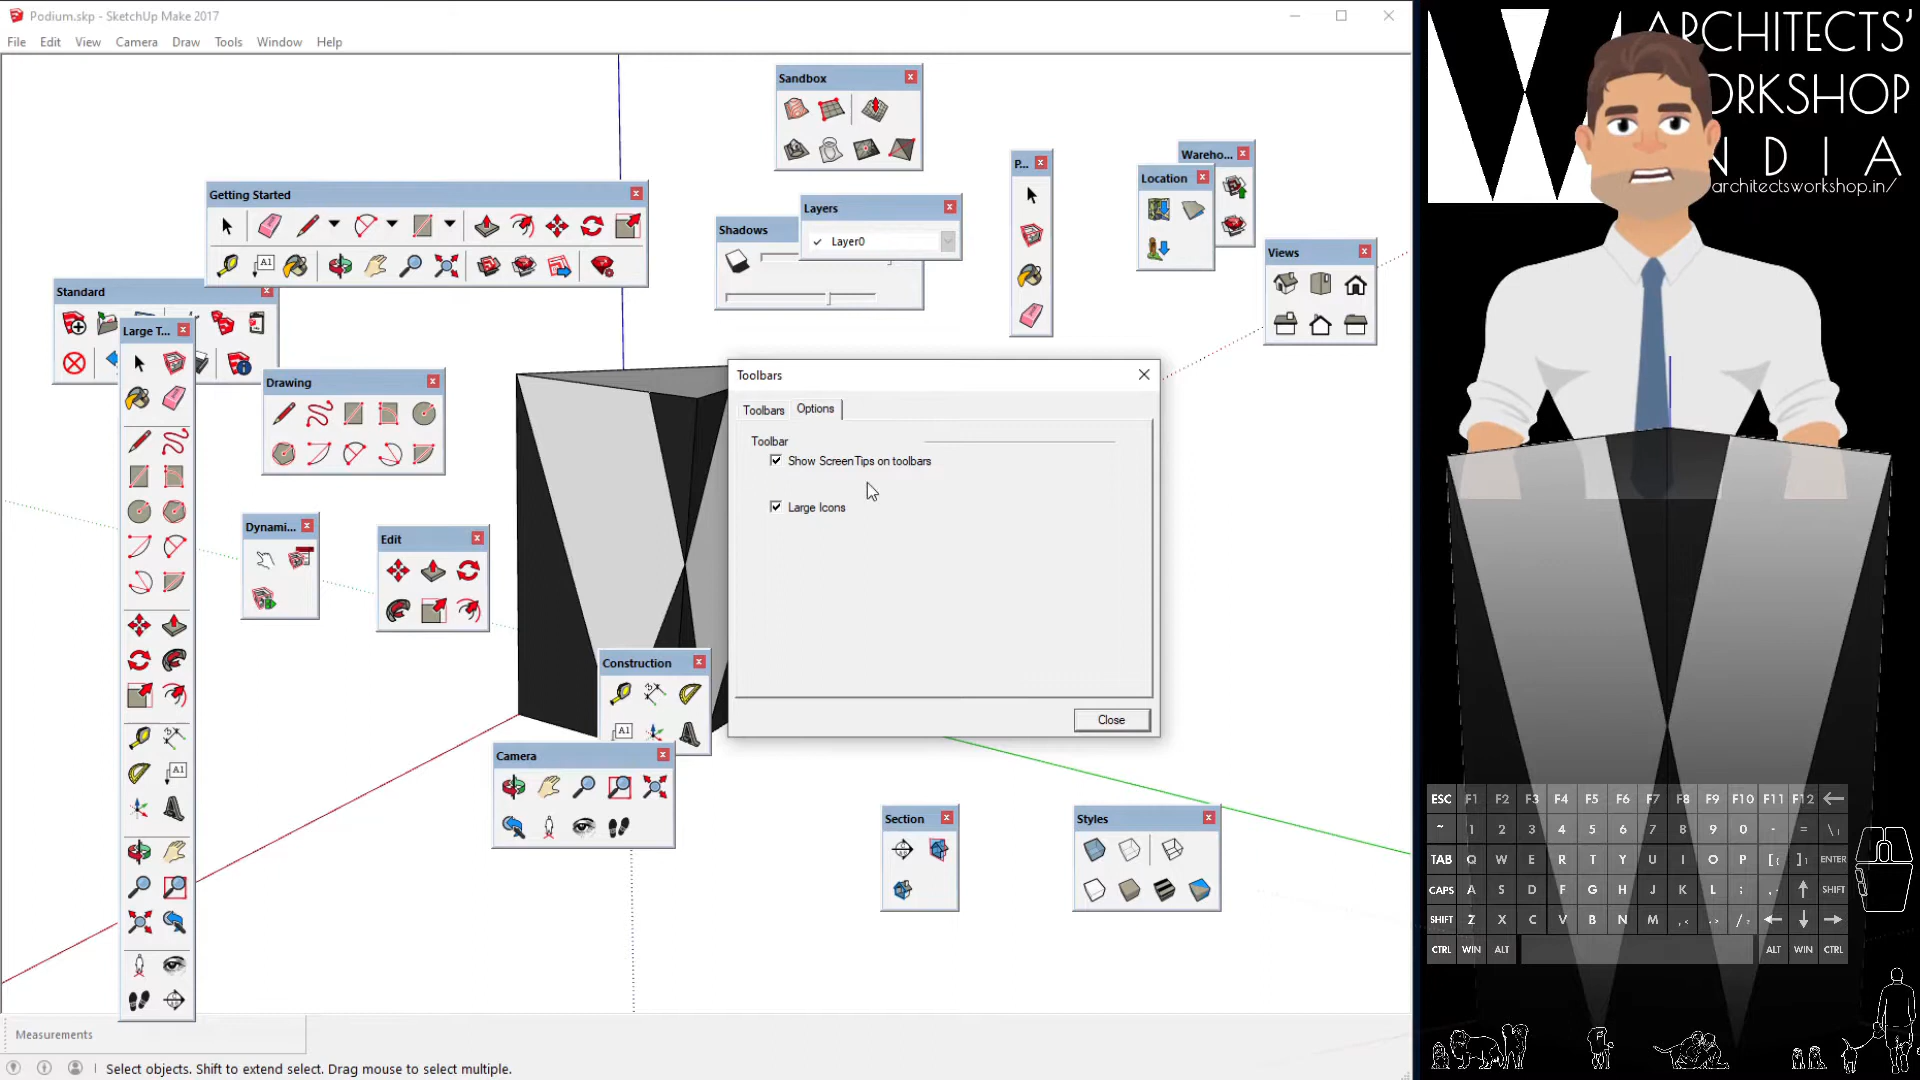 Podium.skp - SketchUp Make 2017
File Edit View Camera Draw Tools Window Help
Sandbox
Getting Started
Shadows
Layers
Layer0
P...
Wareho...
Location
Views
Standard
Large T...
Drawing
Dynami...
Edit
Construction
Camera
Section
Styles
Toolbars
Toolbars Options
Toolbar
Show ScreenTips on toolbars
Large Icons
Close
Measurements
Select objects. Shift to extend select. Drag mouse to select multiple.
ARCHITECTS'
WORKSHOP
INDIA
architectsworkshop.in/
ESC F1 F2 F3 F4 F5 F6 F7 F8 F9 F10 F11 F12
~ 1 2 3 4 5 6 7 8 9 0 - = \
TAB Q W E R T Y U I O P [ ] ENTER
CAPS A S D F G H J K L ; SHIFT
SHIFT Z X C V B N M
CTRL WIN ALT ALT WIN CTRL